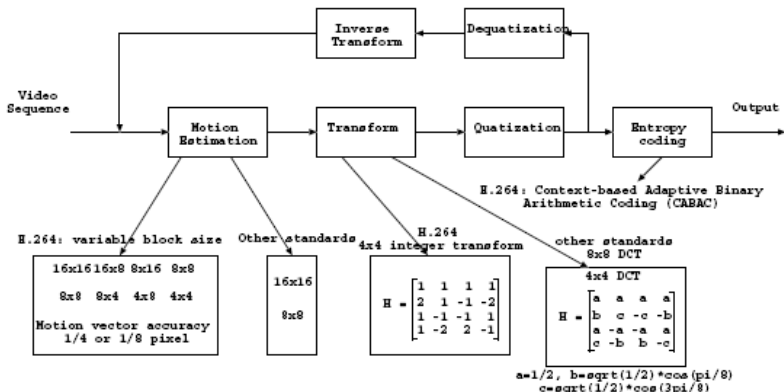 Inverse
Transform
Dequatization
Video
Sequence
Output
Motion
Estimation
Transform
Quatization
Entropy
coding
H.264: Context-based Adaptive Binary
Arithmetic Coding (CABAC)
H.264: variable block size
16x16 16x8 8x16 8x8
8x8 8x4 4x8 4x4
Motion vector accuracy
1/4 or 1/8 pixel
Other standards
16x16
8x8
H.264
4x4 integer transform
H =
1 1 1 1
2 1 -1 -2
1 -1 -1 1
1 -2 2 -1
other standards
8x8 DCT
4x4 DCT
H =
a a a a
b c -c -b
a -a -a a
c -b b -c
a=1/2, b=sqrt(1/2)*cos(pi/8)
c=sqrt(1/2)*cos(3pi/8)